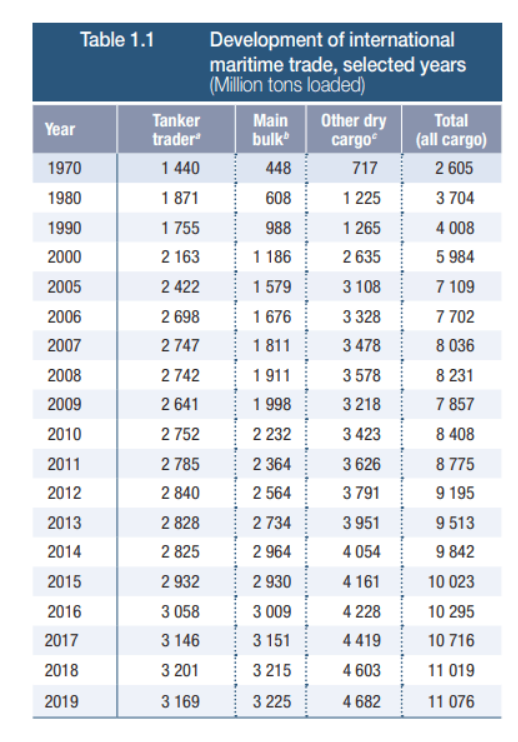 Table 1.1 Development of international
maritime trade, selected years
(Million tons loaded)
Year Tanker trader^a Main bulk^b Other dry cargo^c Total (all cargo)
1970 1 440 448 717 2 605
1980 1 871 608 1 225 3 704
1990 1 755 988 1 265 4 008
2000 2 163 1 186 2 635 5 984
2005 2 422 1 579 3 108 7 109
2006 2 698 1 676 3 328 7 702
2007 2 747 1 811 3 478 8 036
2008 2 742 1 911 3 578 8 231
2009 2 641 1 998 3 218 7 857
2010 2 752 2 232 3 423 8 408
2011 2 785 2 364 3 626 8 775
2012 2 840 2 564 3 791 9 195
2013 2 828 2 734 3 951 9 513
2014 2 825 2 964 4 054 9 842
2015 2 932 2 930 4 161 10 023
2016 3 058 3 009 4 228 10 295
2017 3 146 3 151 4 419 10 716
2018 3 201 3 215 4 603 11 019
2019 3 169 3 225 4 682 11 076